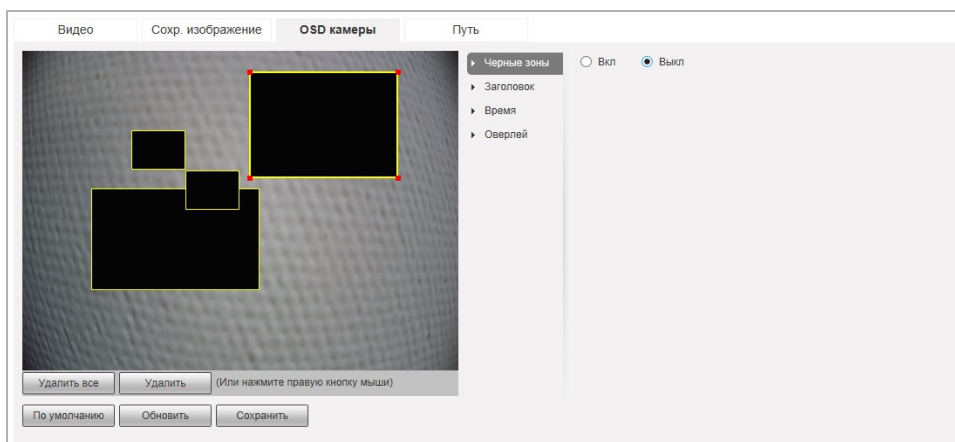 Видео Сохр. изображение OSD камеры Путь
Черные зоны Вкл Выкл
Заголовок
Время
Оверлей
Удалить все Удалить (Или нажмите правую кнопку мыши)
По умолчанию Обновить Сохранить